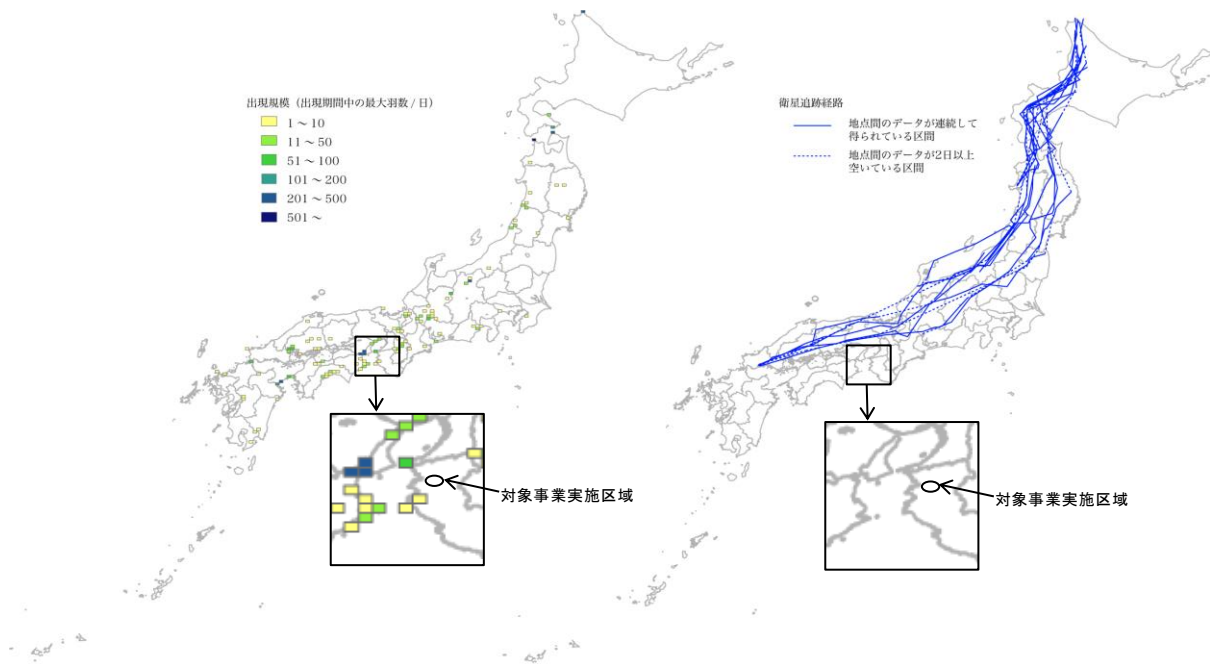 出現規模（出現期間中の最大羽数 / 日）
1 ～ 10
11 ～ 50
51 ～ 100
101 ～ 200
201 ～ 500
501 ～
対象事業実施区域
衛星追跡経路
地点間のデータが連続して
得られている区間
地点間のデータが2日以上
空いている区間
対象事業実施区域